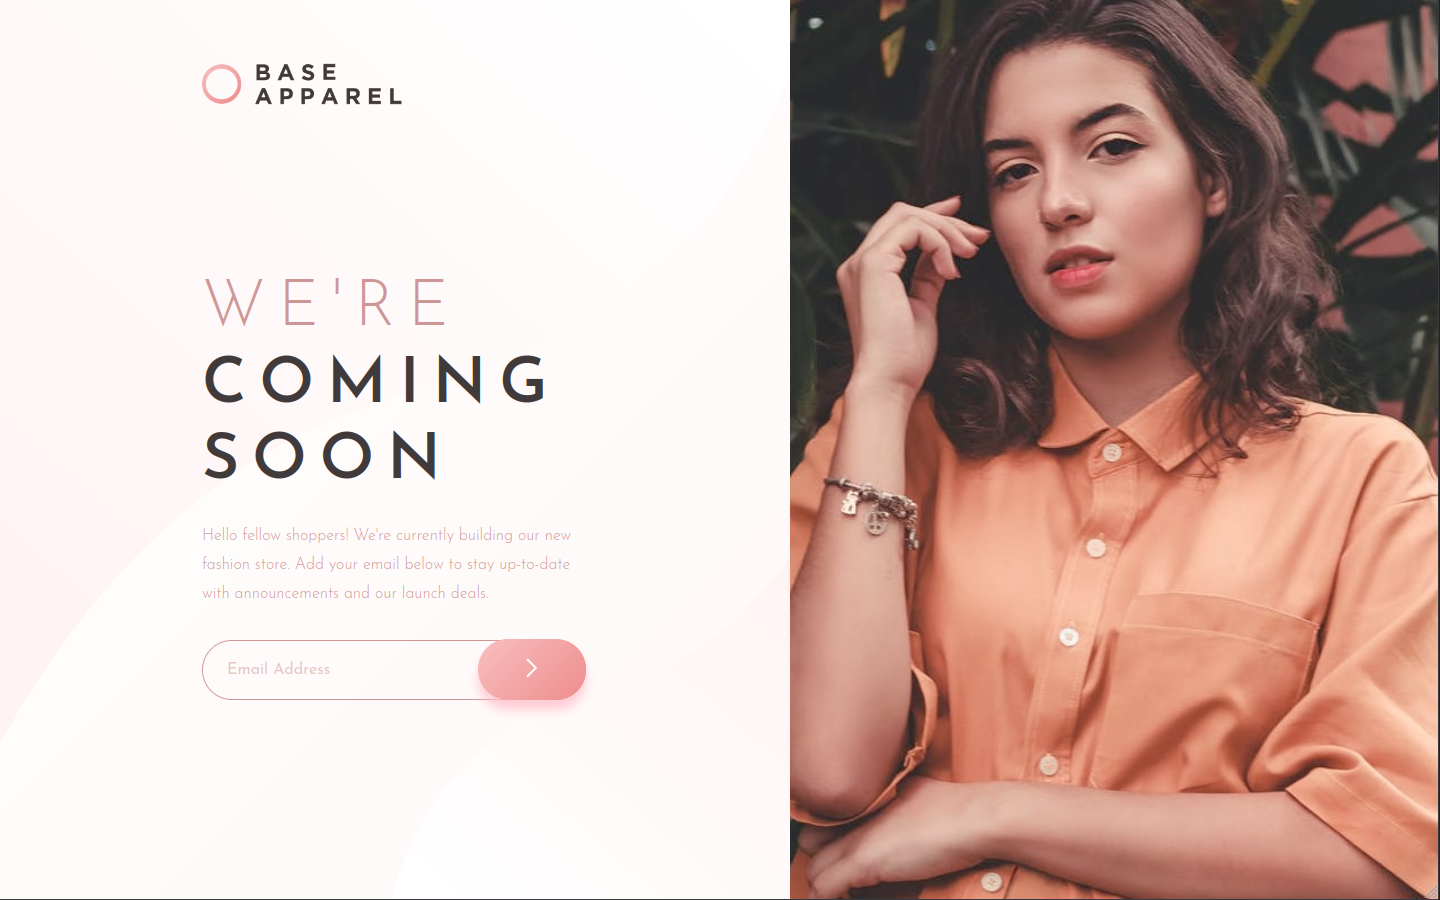 BASE
APPAREL
WE'RE
COMING
SOON
Hello fellow shoppers! We're currently building our new
fashion store. Add your email below to stay up-to-date
with announcements and our launch deals.
Email Address